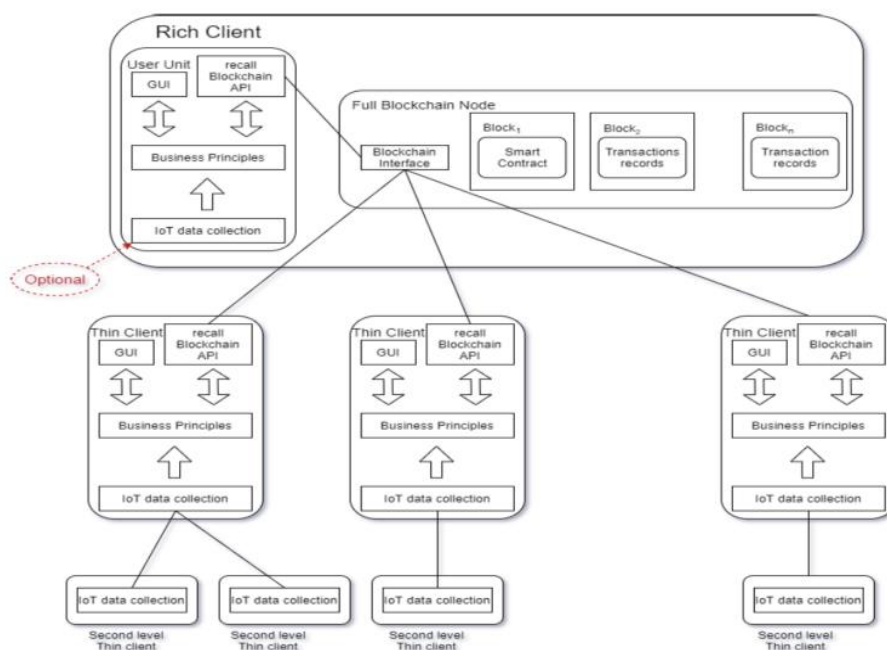 Rich Client
User Unit
GUI
recall
Blockchain
API
Business Principles
IoT data collection
Optional
Full Blockchain Node
Blockchain
Interface
Block1
Smart
Contract
Block2
Transactions
records
Blockn
Transaction
records
Thin Client
GUI
recall
Blockchain
API
Business Principles
IoT data collection
Thin Client
GUI
recall
Blockchain
API
Business Principles
IoT data collection
Thin Client
GUI
recall
Blockchain
API
Business Principles
IoT data collection
IoT data collection
Second level
Thin client
IoT data collection
Second level
Thin client
IoT data collection
Second level
Thin client
IoT data collection
Second level
Thin client